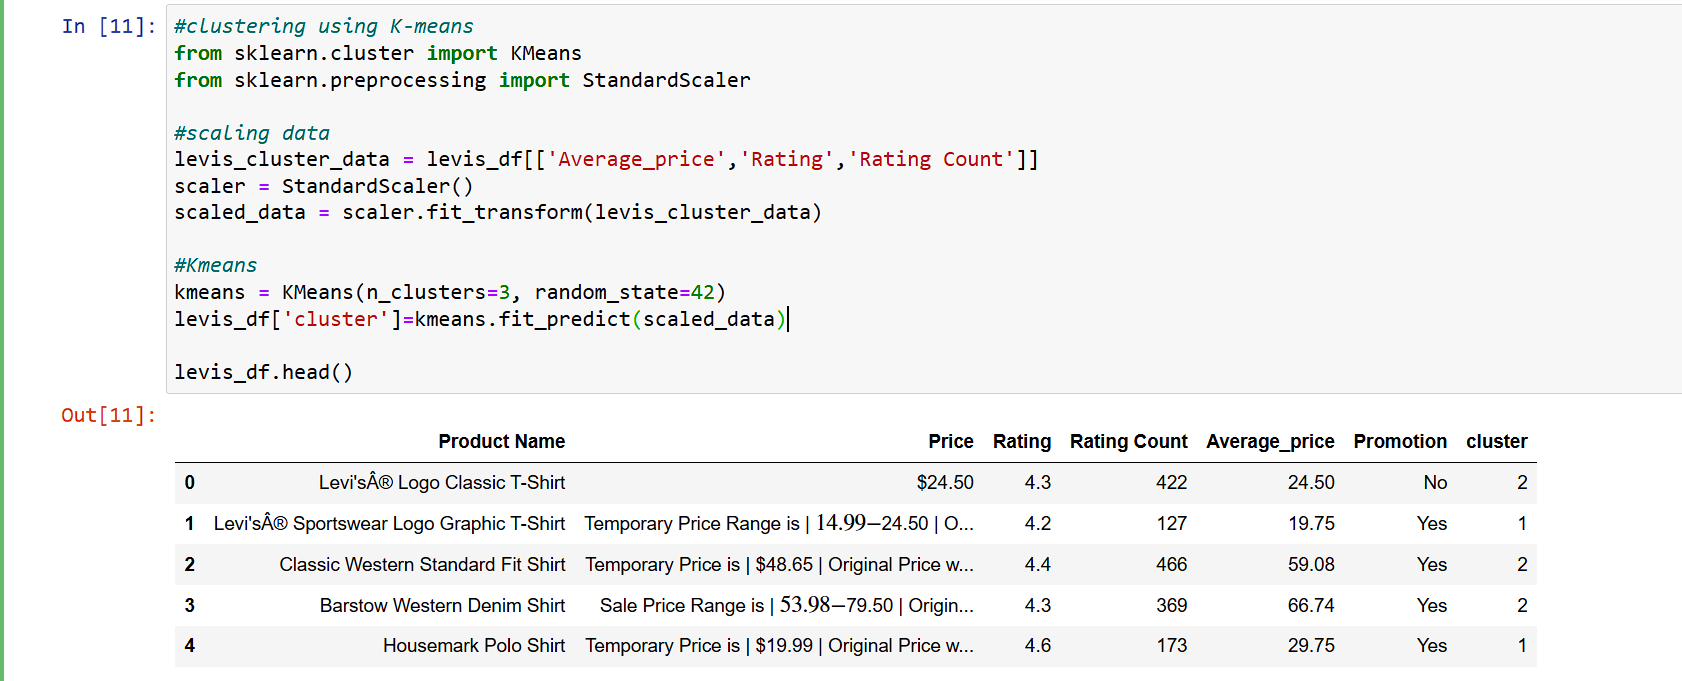 In [11]:
#clustering using K-means
from sklearn.cluster import KMeans
from sklearn.preprocessing import StandardScaler
#scaling data
levis_cluster_data = levis_df[['Average_price','Rating','Rating Count']]
scaler = StandardScaler()
scaled_data = scaler.fit_transform(levis_cluster_data)
#Kmeans
kmeans = KMeans(n_clusters=3, random_state=42)
levis_df['cluster']=kmeans.fit_predict(scaled_data)
levis_df.head()
Out[11]:
Product Name Price Rating Rating Count Average_price Promotion cluster
0 Levi'sÂ® Logo Classic T-Shirt $24.50 4.3 422 24.50 No 2
1 Levi'sÂ® Sportswear Logo Graphic T-Shirt Temporary Price Range is | 14.99−24.50 | O... 4.2 127 19.75 Yes 1
2 Classic Western Standard Fit Shirt Temporary Price is | $48.65 | Original Price w... 4.4 466 59.08 Yes 2
3 Barstow Western Denim Shirt Sale Price Range is | 53.98−79.50 | Origin... 4.3 369 66.74 Yes 2
4 Housemark Polo Shirt Temporary Price is | $19.99 | Original Price w... 4.6 173 29.75 Yes 1